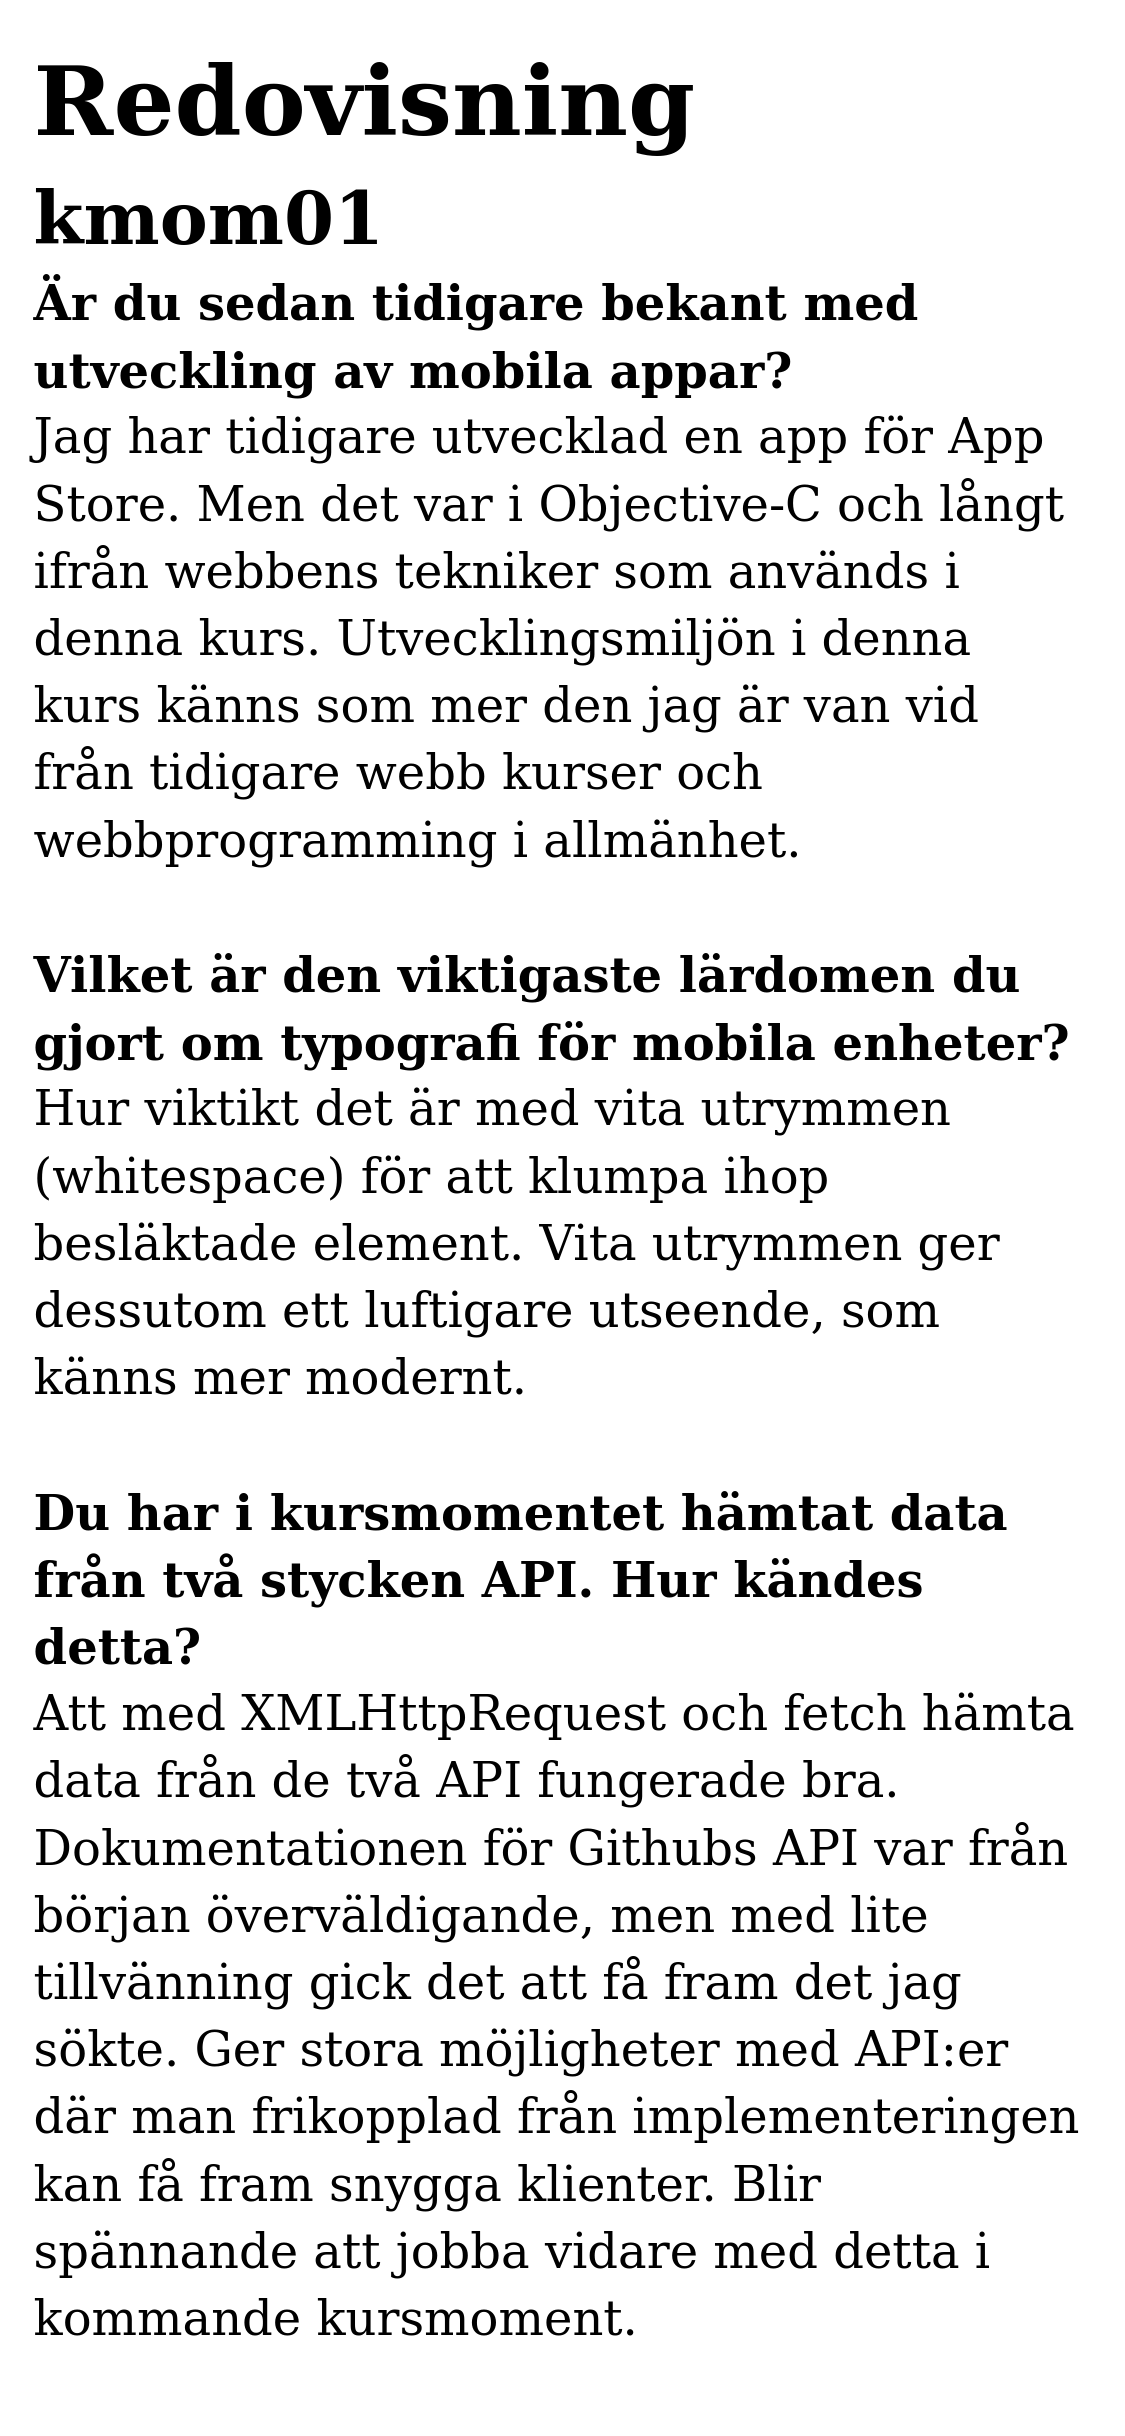 Redovisning
kmom01
Är du sedan tidigare bekant med
utveckling av mobila appar?
Jag har tidigare utvecklad en app för App
Store. Men det var i Objective-C och långt
ifrån webbens tekniker som används i
denna kurs. Utvecklingsmiljön i denna
kurs känns som mer den jag är van vid
från tidigare webb kurser och
webbprogramming i allmänhet.
Vilket är den viktigaste lärdomen du
gjort om typografi för mobila enheter?
Hur viktikt det är med vita utrymmen
(whitespace) för att klumpa ihop
besläktade element. Vita utrymmen ger
dessutom ett luftigare utseende, som
känns mer modernt.
Du har i kursmomentet hämtat data
från två stycken API. Hur kändes
detta?
Att med XMLHttpRequest och fetch hämta
data från de två API fungerade bra.
Dokumentationen för Githubs API var från
början överväldigande, men med lite
tillvänning gick det att få fram det jag
sökte. Ger stora möjligheter med API:er
där man frikopplad från implementeringen
kan få fram snygga klienter. Blir
spännande att jobba vidare med detta i
kommande kursmoment.